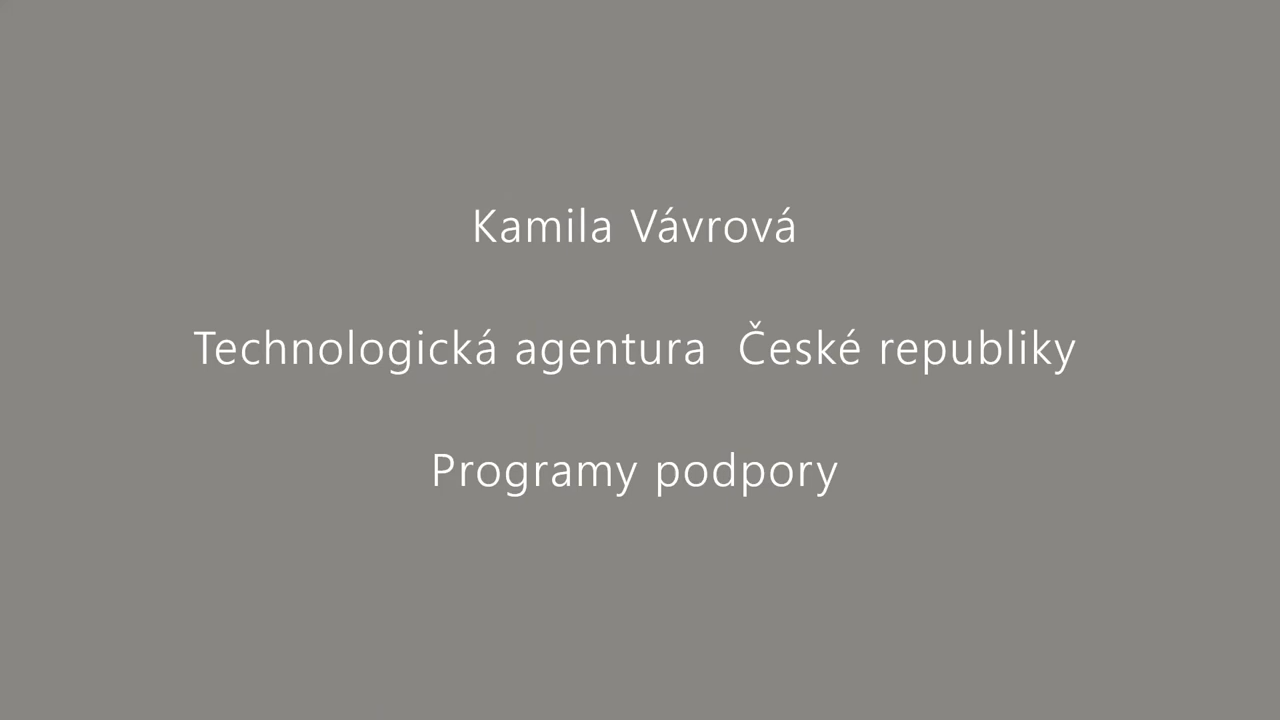 Kamila Vávrová
Technologická agentura  České republiky
Programy podpory